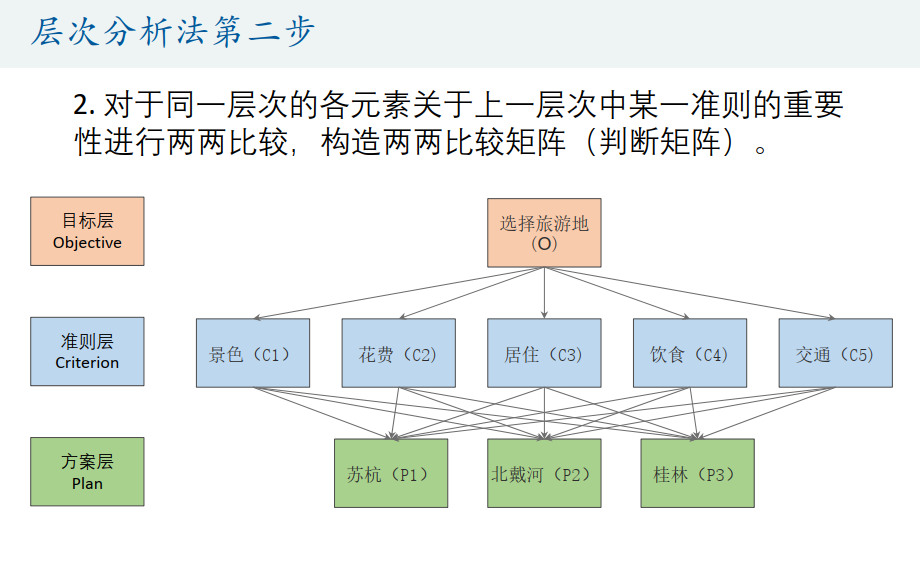 层次分析法第二步
2. 对于同一层次的各元素关于上一层次中某一准则的重要
性进行两两比较，构造两两比较矩阵（判断矩阵）。
目标层
Objective
选择旅游地
(O)
准则层
Criterion
景色（C1）
花费（C2）
居住（C3）
饮食（C4）
交通（C5）
方案层
Plan
苏杭（P1）
北戴河（P2）
桂林（P3）